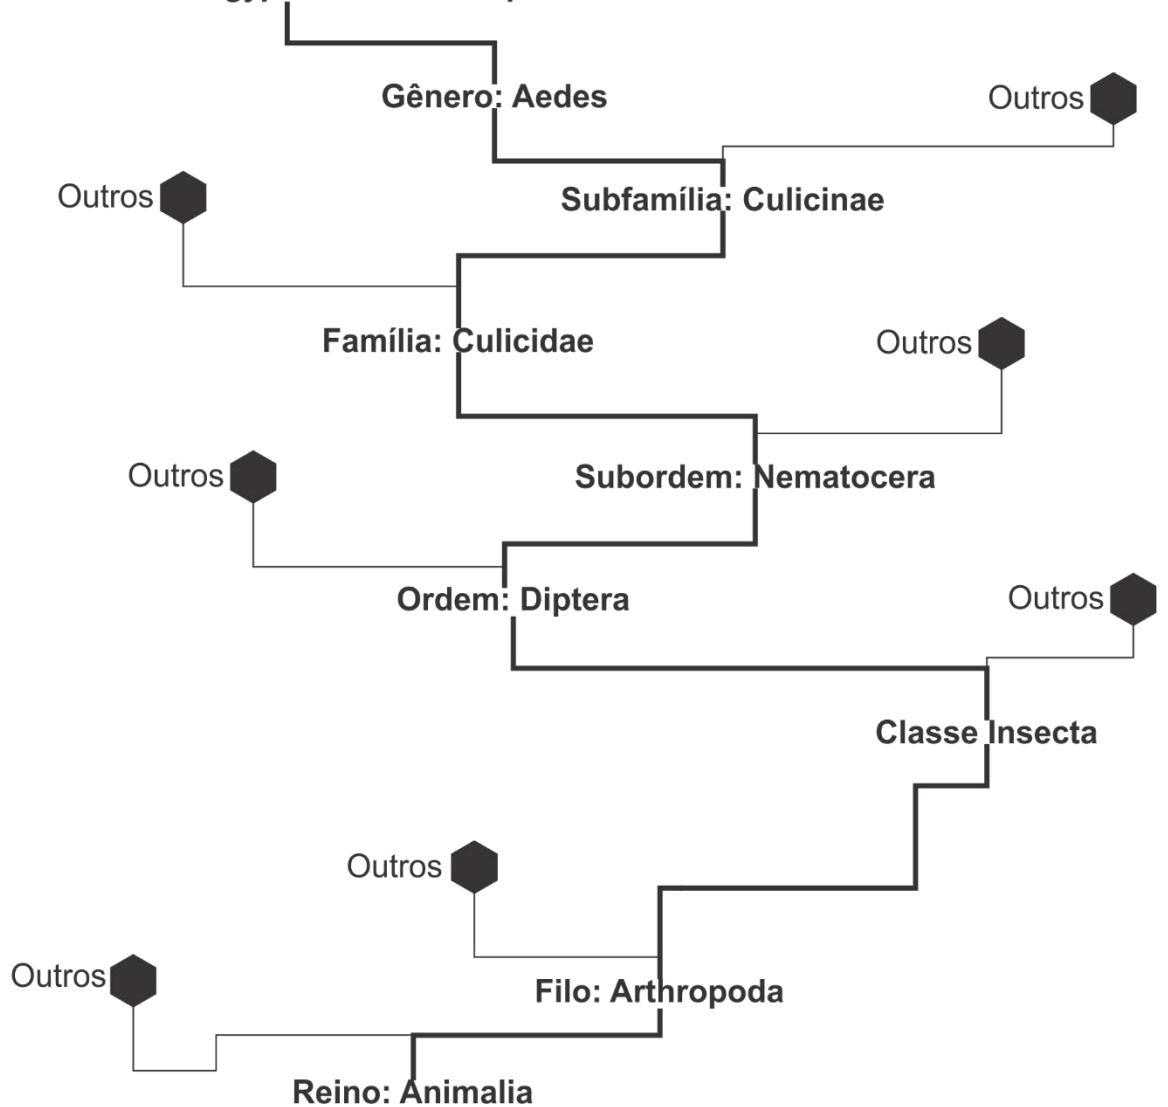 Gênero: Aedes
Outros
Outros
Subfamília: Culicinae
Família: Culicidae
Outros
Outros
Subordem: Nematocera
Ordem: Diptera
Outros
Classe Insecta
Outros
Outros
Filo: Arthropoda
Reino: Animalia